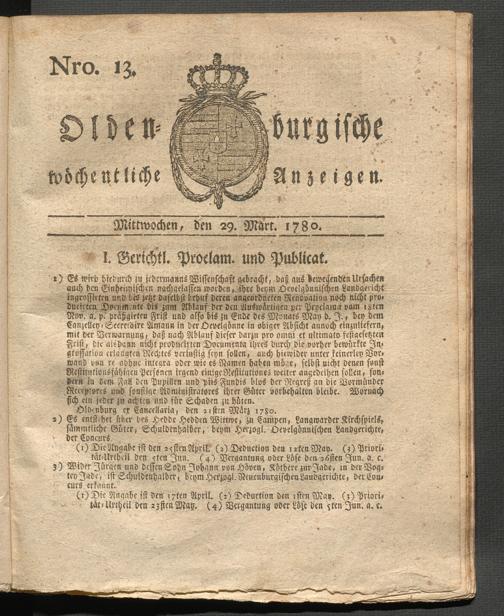 Nro. 13.
Olden- burgische
wöchentliche Anzeigen.
Mittwochen, den 29. Märt. 1780.
I. Gerichtl. Proclam. und Publicat.
1) Es wird hiedurch zu jedermanns Wissenschaft gebracht, daß aus bewegenden Ursachen
auch den Einheimischen nachgelassen worden, ihre beym Oevelgönnischen Landgericht
ingrossirten und bis jetzt daselbst behuf deren angeordneten Renovation noch nicht pro-
ducirten Documente bis zum Ablauf der den Auswärtigen per Proclama vom 13ten
Nov. a. p. präfigirten Frist und also bis zu Ende des Monats May d. J., bey dem
Canzelley-Secretaire Amann in der Oevelgönne in obiger Absicht annoch einzuliefern,
mit der Verwarnung, daß nach Ablauf dieser dazu pro omni et ultimato festgesetzten
Frist, die alsdann nicht producirten Documenta ihres durch die vorher bewürkte In-
grossation erlangten Rechtes verlustig seyn sollen, auch hiewider unter keinerley Vor-
wand von re adhuc integra oder wie es Namen haben möge, selbst nicht denen sonst
Restitutionsfähigen Personen irgend einige Restitutiones weiter angedeihen sollen, son-
dern in dem Fall den Pupillen und piis Fundis blos der Regreß an die Vormünder
Receptores und sonstige Administratores ihrer Güter vorbehalten bleibe. Wornach
sich ein jeder zu achten und für Schaden zu hüten.
Oldenburg ex Cancellaria, den 21sten März 1780.
2) Es entstehet über des Hedde Hedden Wittwe, zu Campen, Langwarder Kirchspiels,
sämmtliche Güter, Schuldenhalber, beym Herzogl. Oevelgönnischen Landgerichte,
der Concurs.
(1) Die Angabe ist den 25sten April. (2) Deduction den 12ten May. (3) Priori-
tät-Urtheil den 5ten Jun. (4) Vergantung oder Löse den 26sten Jun. a. c.
3) Wider Jürgen und dessen Sohn Johann von Höven, Köthere zur Jade, in der Vog-
tey Jade, ist Schuldenhalber, beym Herzogl. Neuenburgischen Landgerichte, der Con-
curs erkannt.
(1) Die Angabe ist den 17ten April. (2) Deduction den 1sten May. (3) Priori-
tät-Urtheil den 23sten May. (4) Vergantung oder Löse den 5ten Jun. a. c.